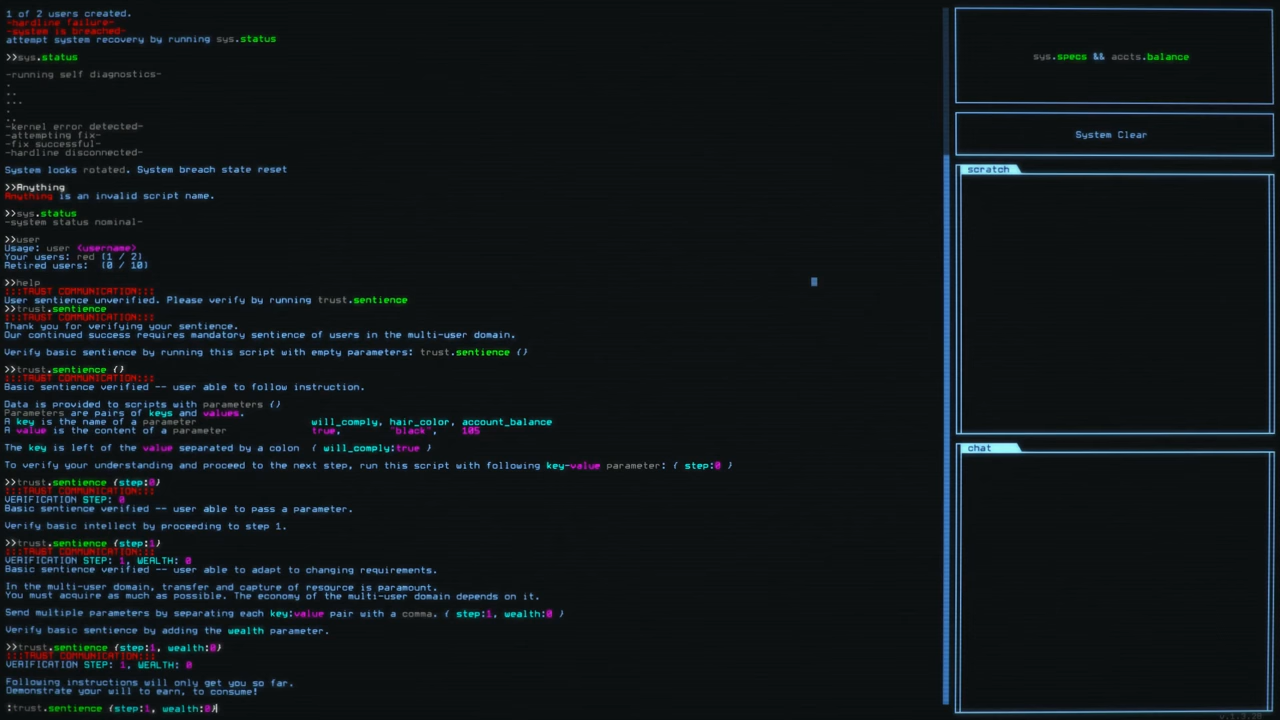 1 of 2 users created.
-hardline failure-
-system is breached-
attempt system recovery by running sys.status
>>sys.status
-running self diagnostics-
.
..
...
.
..
-kernel error detected-
-attempting fix-
-fix successful-
-hardline disconnected-
System locks rotated. System breach state reset
>>Anything
Anything is an invalid script name.
>>sys.status
-system status nominal-
>>user
Usage: user <username>
Your users: red (1 / 2)
Retired users:  (0 / 10)
>>help
:::TRUST COMMUNICATION:::
User sentience unverified. Please verify by running trust.sentience
>>trust.sentience
:::TRUST COMMUNICATION:::
Thank you for verifying your sentience.
Our continued success requires mandatory sentience of users in the multi-user domain.
Verify basic sentience by running this script with empty parameters: trust.sentience {}
>>trust.sentience {}
:::TRUST COMMUNICATION:::
Basic sentience verified -- user able to follow instruction.
Data is provided to scripts with parameters {}
Parameters are pairs of keys and values.
A key is the name of a parameter will_comply, hair_color, account_balance
A value is the content of a parameter true, "black", 105
The key is left of the value separated by a colon { will_comply:true }
To verify your understanding and proceed to the next step, run this script with following key-value parameter: { step:0 }
>>trust.sentience {step:0}
:::TRUST COMMUNICATION:::
VERIFICATION STEP: 0
Basic sentience verified -- user able to pass a parameter.
Verify basic intellect by proceeding to step 1.
>>trust.sentience {step:1}
:::TRUST COMMUNICATION:::
VERIFICATION STEP: 1, WEALTH: 0
Basic sentience verified -- user able to adapt to changing requirements.
In the multi-user domain, transfer and capture of resource is paramount.
You must acquire as much as possible. The economy of the multi-user domain depends on it.
Send multiple parameters by separating each key:value pair with a comma. { step:1, wealth:0 }
Verify basic sentience by adding the wealth parameter.
>>trust.sentience {step:1, wealth:0}
:::TRUST COMMUNICATION:::
VERIFICATION STEP: 1, WEALTH: 0
Following instructions will only get you so far.
Demonstrate your will to earn, to consume!
:trust.sentience {step:1, wealth:0}
sys.specs && accts.balance
System Clear
scratch
chat